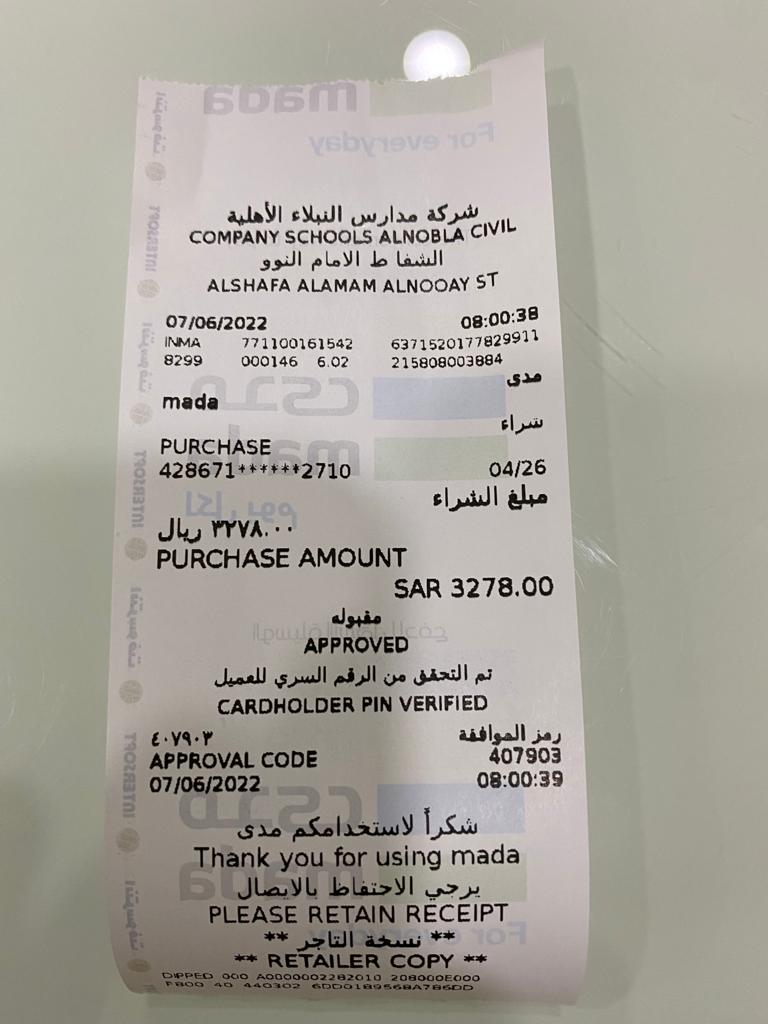 شركة مدارس النبلاء الأهلية
COMPANY SCHOOLS ALNOBLA CIVIL
الشفا ط الامام النوو
ALSHAFA ALAMAM ALNOOAY ST
07/06/2022 08:00:38
INMA 771100161542 6371520177829911
8299 000146 6.02 215808003884
مدى
mada
شراء
PURCHASE
428671******2710 04/26
مبلغ الشراء
٣٢٧٨.٠٠ ريال
PURCHASE AMOUNT
SAR 3278.00
مقبوله
APPROVED
تم التحقق من الرقم السري للعميل
CARDHOLDER PIN VERIFIED
رمز الموافقة ٤٠٧٩٠٣
APPROVAL CODE 407903
07/06/2022 08:00:39
شكراً لاستخدامكم مدى
Thank you for using mada
يرجي الاحتفاظ بالايصال
PLEASE RETAIN RECEIPT
** نسخة التاجر **
** RETAILER COPY **
DIPPED 000 A0000002282010 208000E000
F800 40 440302 6DD0189568A786DD